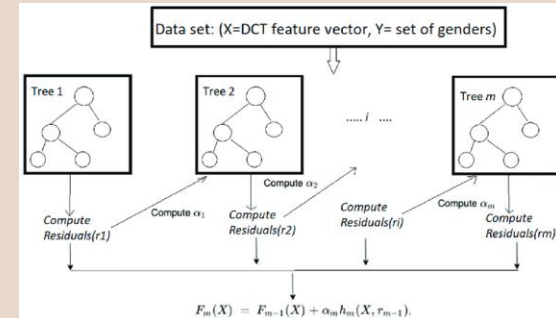 Data set: (X=DCT feature vector, Y= set of genders)
Tree 1
Tree 2
..... i ....
Tree m
Compute α₁
Compute α₂
Compute αₘ
Compute
Residuals(r1)
Compute
Residuals(r2)
Compute
Residuals(ri)
Compute
Residuals(rm)
Fₘ(X) = Fₘ₋₁(X) + αₘhₘ(X, rₘ₋₁).